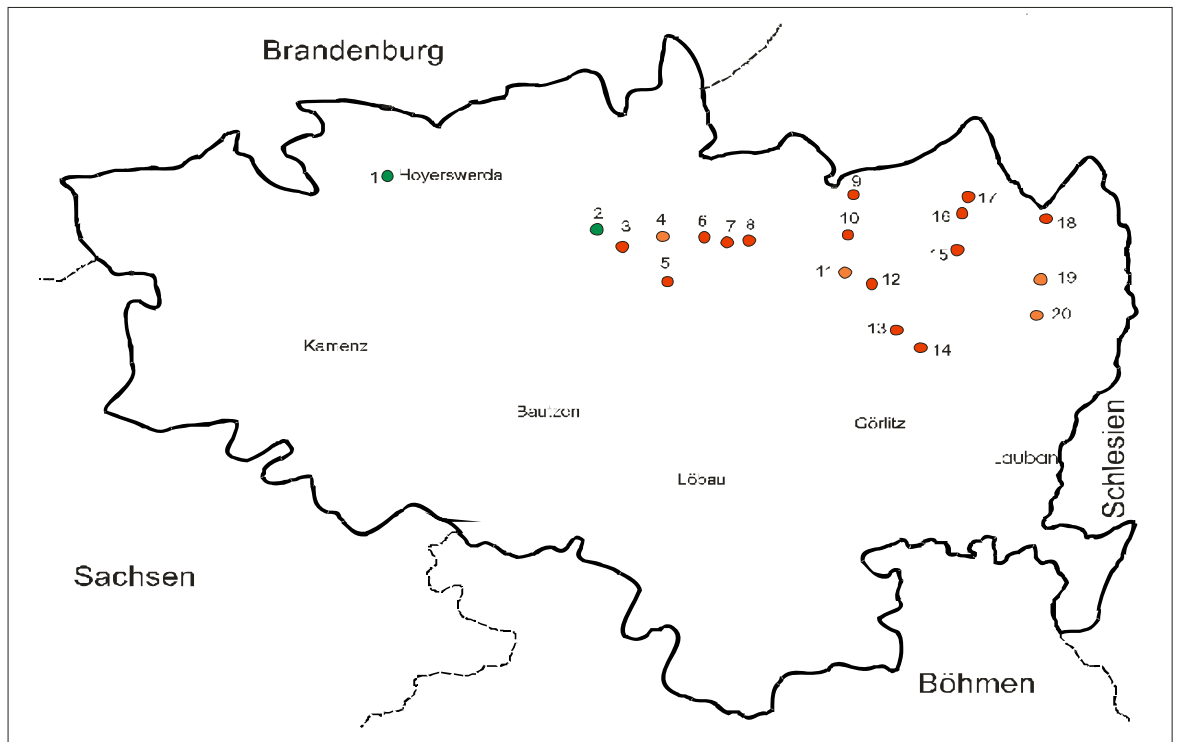 Brandenburg
1 Hoyerswerda
9
17
2
3
4
6
7
8
10
16
18
5
15
11
12
19
20
13
14
Kamenz
Bautzen
Görlitz
Lauban
Schlesien
Löbau
Sachsen
Böhmen